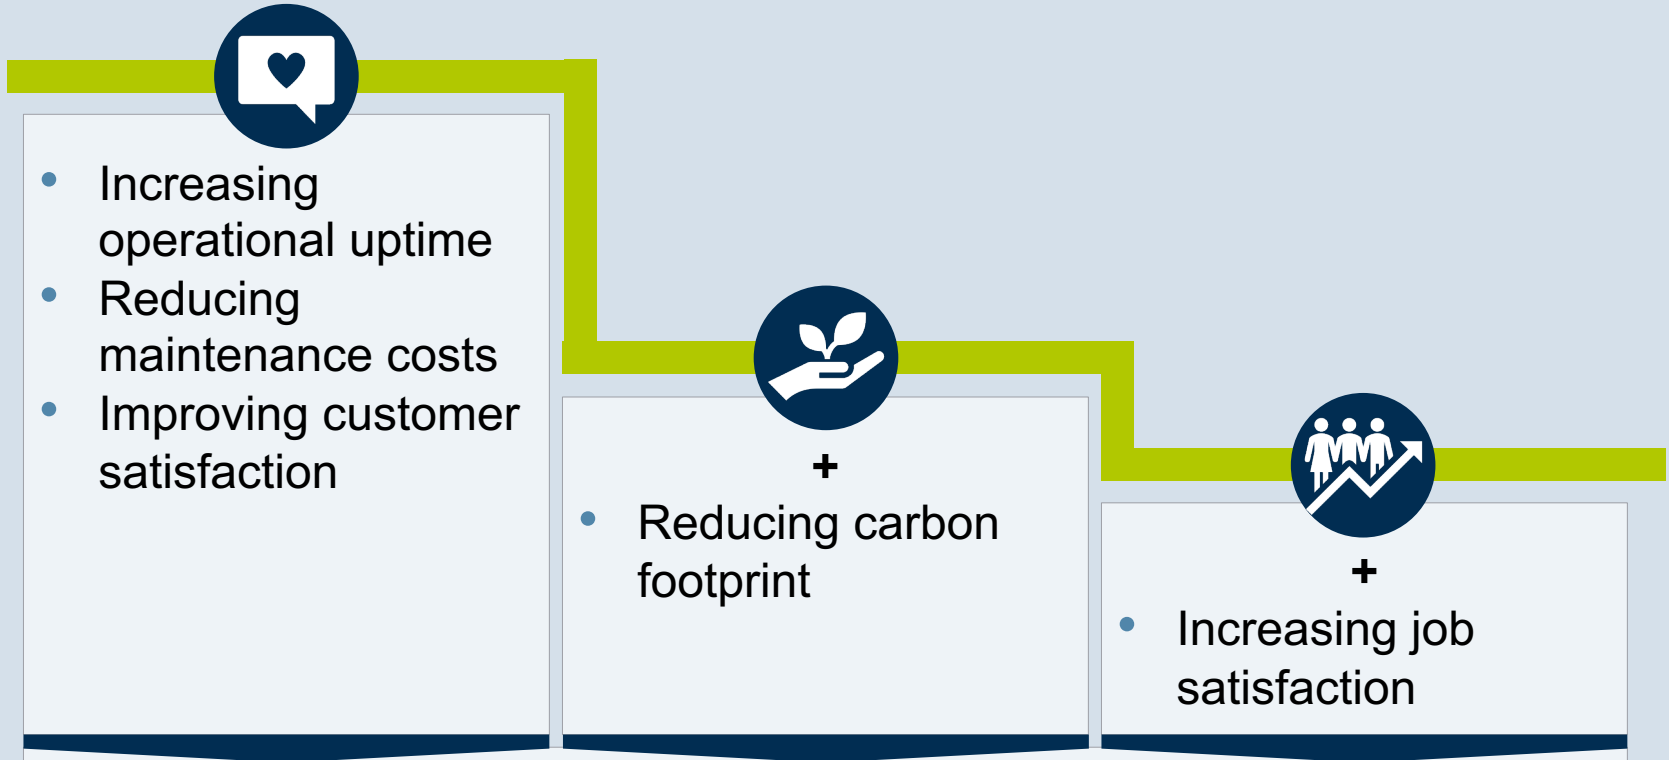 • Increasing
operational uptime
• Reducing
maintenance costs
• Improving customer
satisfaction
+
• Reducing carbon
footprint
+
• Increasing job
satisfaction